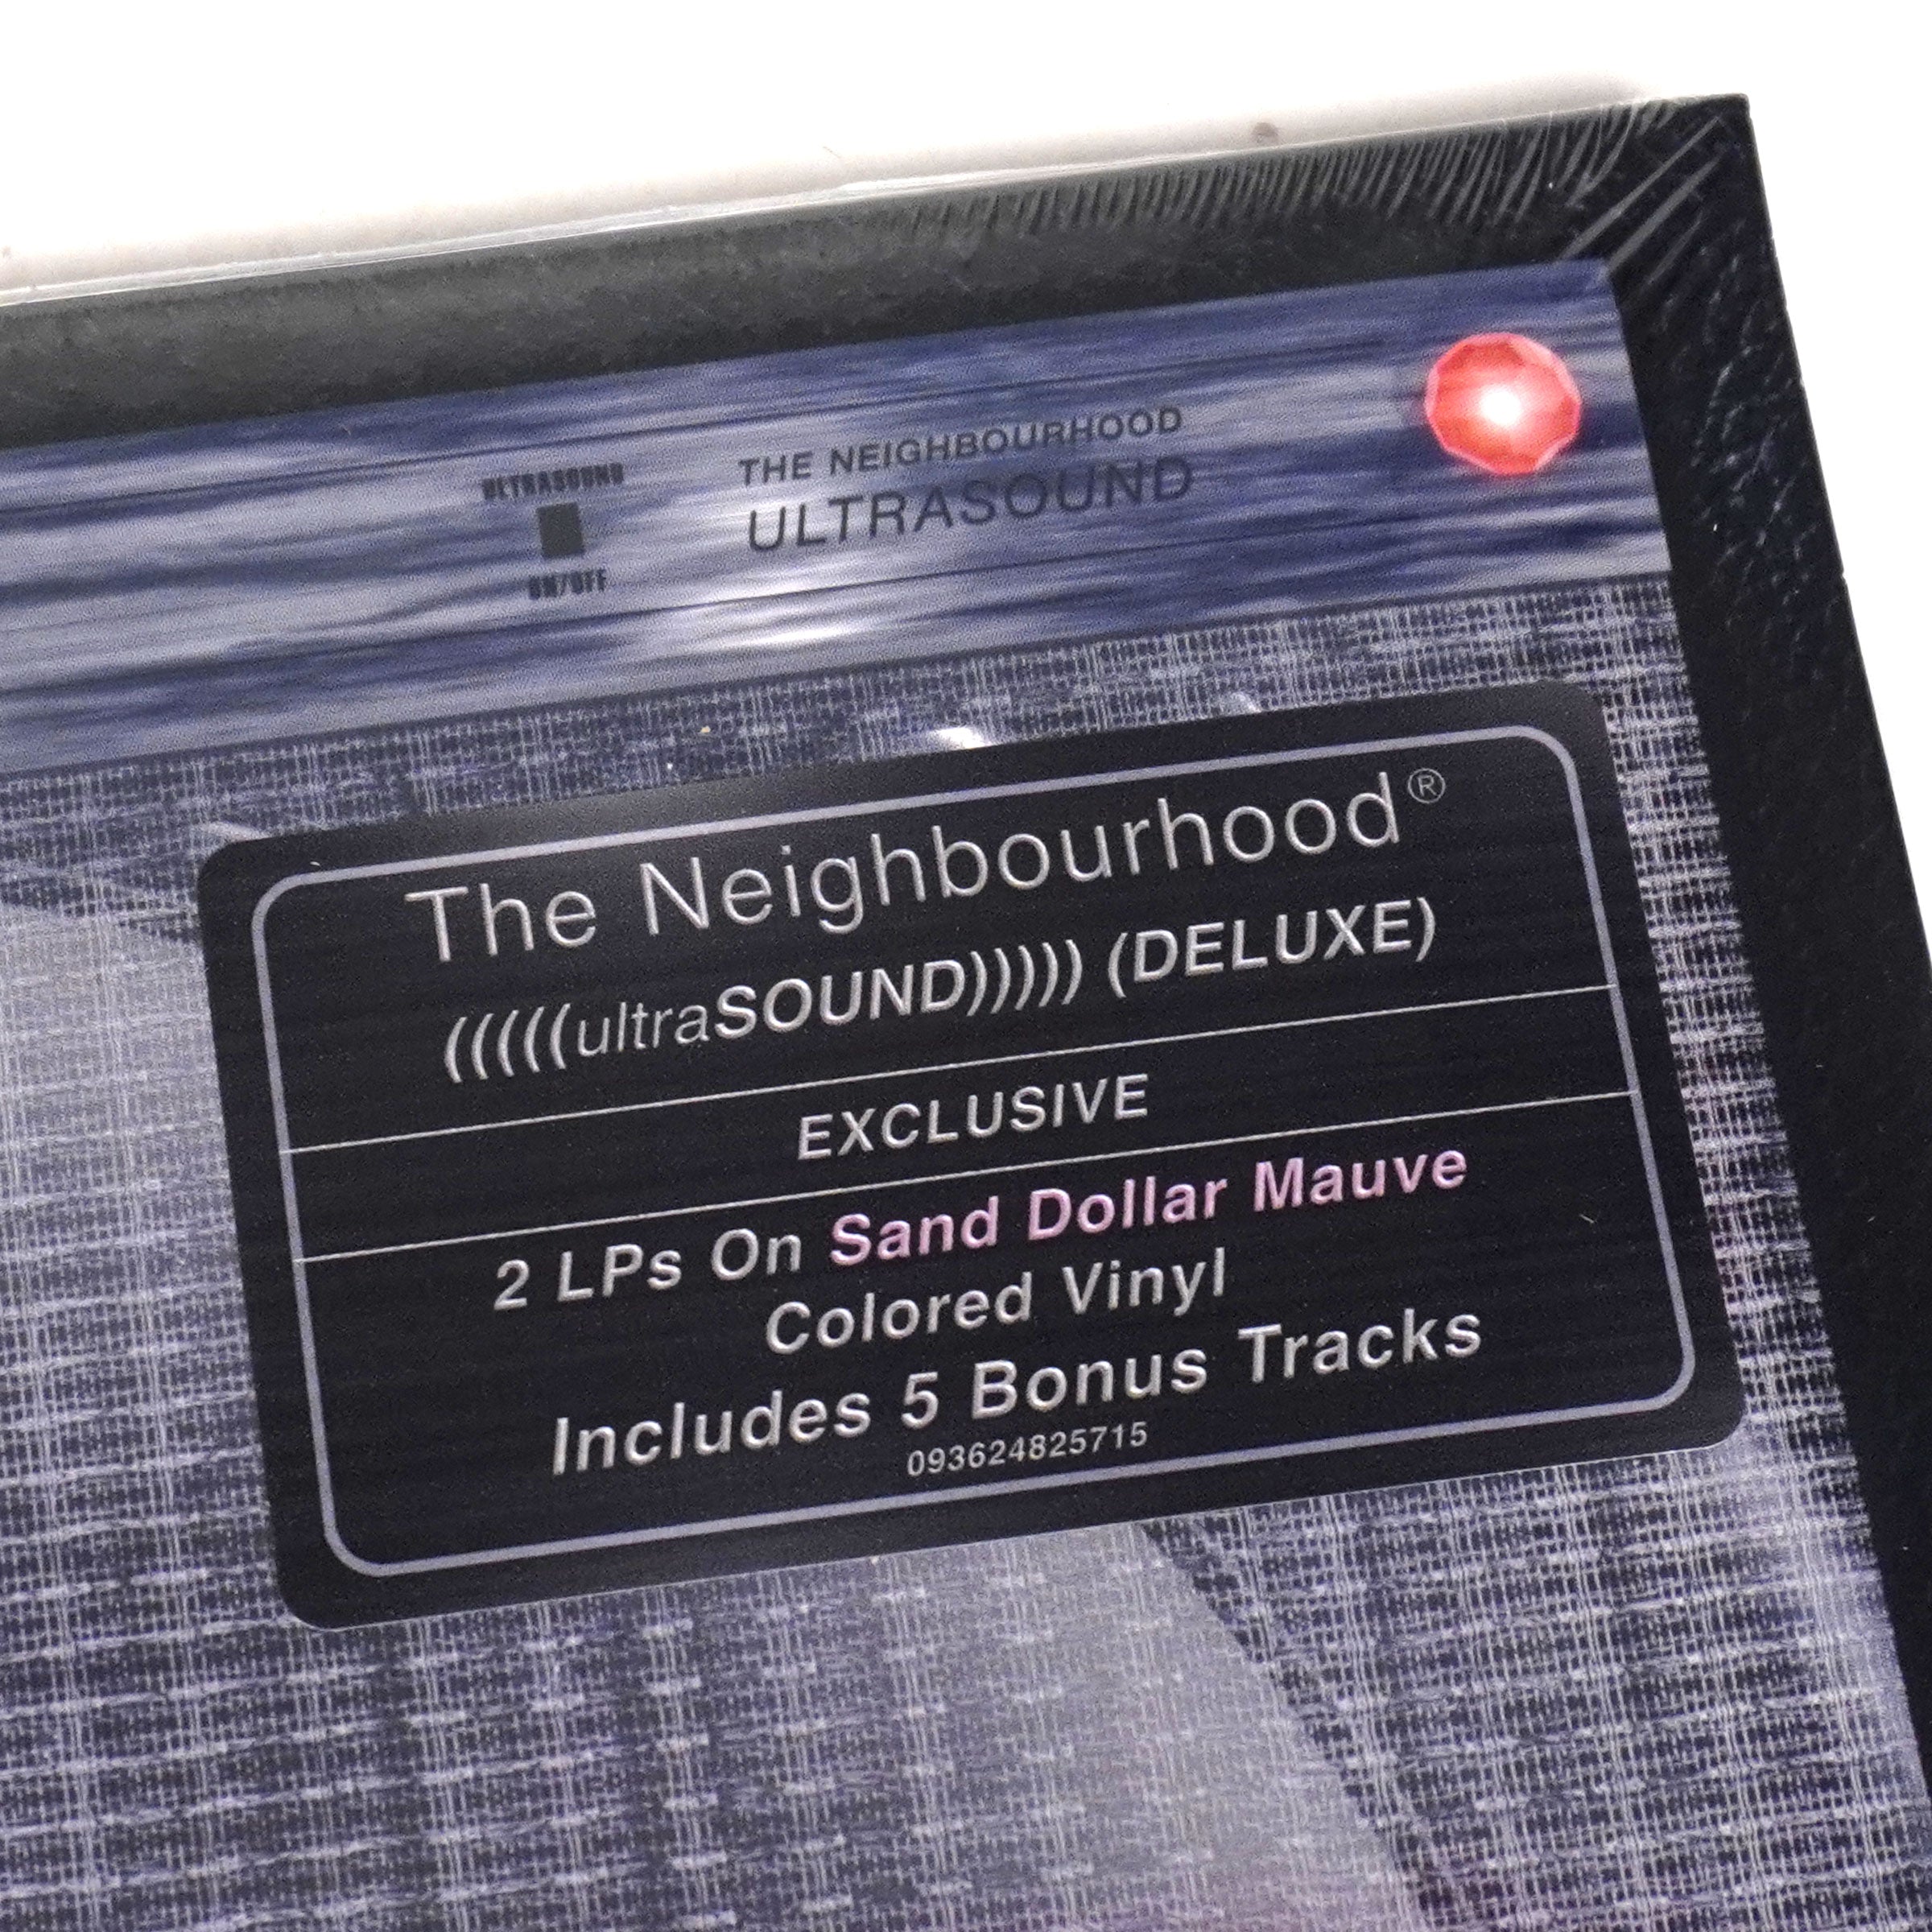 ULTRASOUND
ON/OFF
THE NEIGHBOURHOOD
ULTRASOUND
The Neighbourhood®
(((((ultraSOUND))))) (DELUXE)
EXCLUSIVE
2 LPs On Sand Dollar Mauve
Colored Vinyl
Includes 5 Bonus Tracks
093624825715